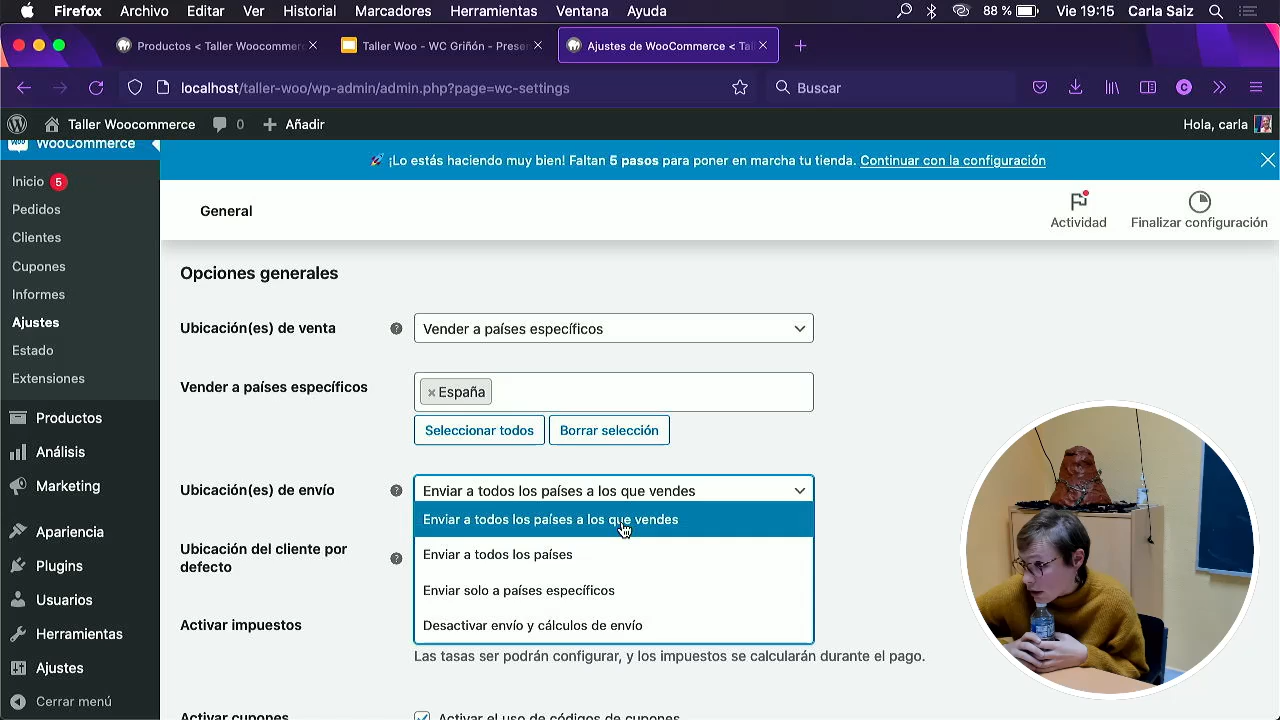 Firefox Archivo Editar Ver Historial Marcadores Herramientas Ventana Ayuda 88 % Vie 19:15 Carla Saiz
Productos < Taller Woocommerc Taller Woo - WC Griñón - Prese Ajustes de WooCommerce < Tal
localhost/taller-woo/wp-admin/admin.php?page=wc-settings Buscar
Taller Woocommerce 0 Añadir Hola, carla
WooCommerce
¡Lo estás haciendo muy bien! Faltan 5 pasos para poner en marcha tu tienda. Continuar con la configuración
Inicio 5
Pedidos
Clientes
Cupones
Informes
Ajustes
Estado
Extensiones
Productos
Análisis
Marketing
Apariencia
Plugins
Usuarios
Herramientas
Ajustes
Cerrar menú
General
Actividad
Finalizar configuración
Opciones generales
Ubicación(es) de venta
Vender a países específicos
Vender a países específicos
× España
Seleccionar todos Borrar selección
Ubicación(es) de envío
Enviar a todos los países a los que vendes
Enviar a todos los países a los que vendes
Enviar a todos los países
Enviar solo a países específicos
Desactivar envío y cálculos de envío
Ubicación del cliente por
defecto
Activar impuestos
Las tasas ser podrán configurar, y los impuestos se calcularán durante el pago.
Activar cupones Activar el uso de códigos de cupones